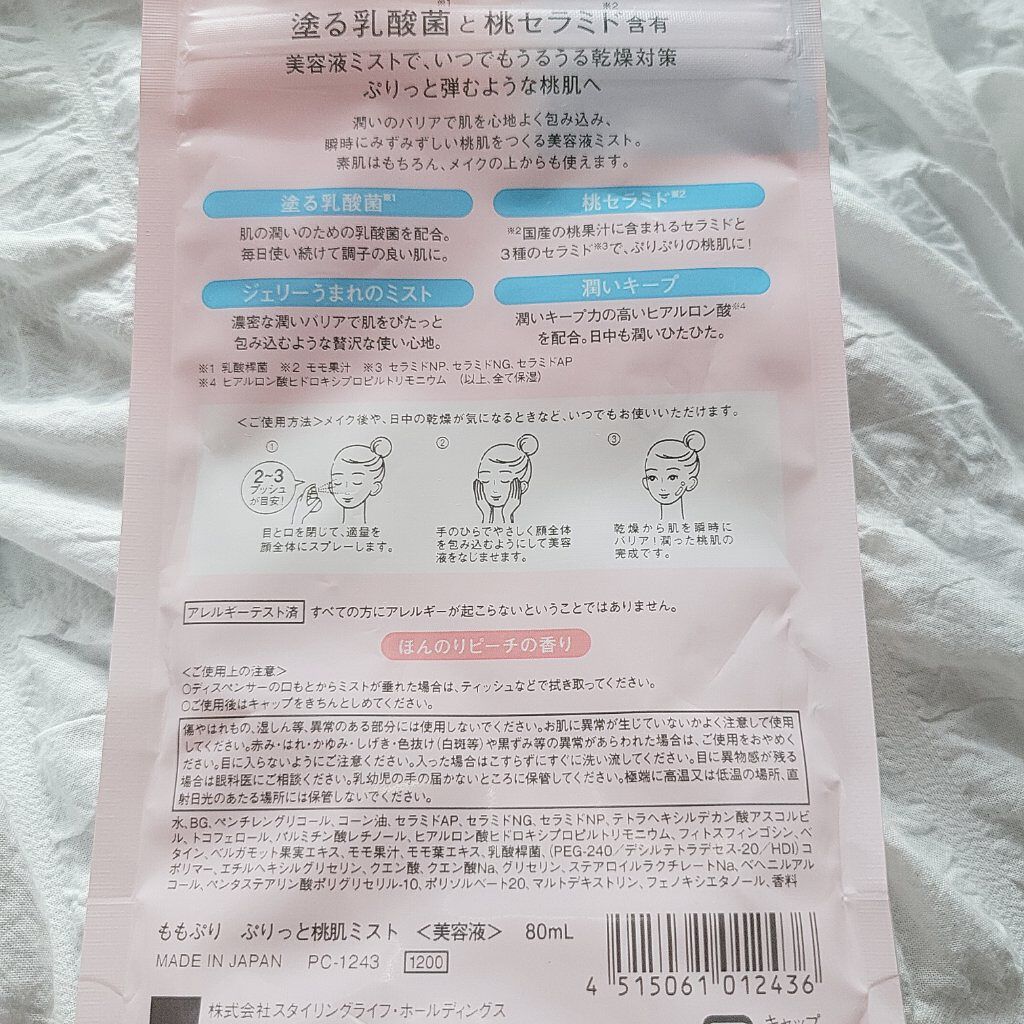 塗る乳酸菌※1と桃セラミド※2含有
美容液ミストで、いつでもうるうる乾燥対策
ぷりっと弾むような桃肌へ
潤いのバリアで肌を心地よく包み込み、
瞬時にみずみずしい桃肌をつくる美容液ミスト。
素肌はもちろん、メイクの上からも使えます。
塗る乳酸菌※1
肌の潤いのための乳酸菌を配合。
毎日使い続けて調子の良い肌に。
桃セラミド※2
※2国産の桃果汁に含まれるセラミドと
3種のセラミド※3で、ぷりぷりの桃肌に!
ジェリーうまれのミスト
濃密な潤いバリアで肌をぴたっと
包み込むような贅沢な使い心地。
潤いキープ
潤いキープ力の高いヒアルロン酸※4
を配合。日中も潤いひたひた。
※1 乳酸桿菌 ※2 モモ果汁 ※3 セラミドNP、セラミドNG、セラミドAP
※4 ヒアルロン酸ヒドロキシプロピルトリモニウム (以上、全て保湿)
<ご使用方法>メイク後や、日中の乾燥が気になるときなど、いつでもお使いいただけます。
①
2~3
プッシュ
が目安!
目と口を閉じて、適量を
顔全体にスプレーします。
②
手のひらでやさしく顔全体
を包み込むようにして美容
液をなじませます。
③
乾燥から肌を瞬時に
バリア!潤った桃肌の
完成です。
アレルギーテスト済 すべての方にアレルギーが起こらないということではありません。
ほんのりピーチの香り
<ご使用上の注意>
○ディスペンサーの口もとからミストが垂れた場合は、ティッシュなどで拭き取ってください。
○ご使用後はキャップをきちんとしめてください。
傷やはれもの、湿しん等、異常のある部分には使用しないでください。お肌に異常が生じていないかよく注意して使用
してください。赤み・はれ・かゆみ・しげき・色抜け(白斑等)や黒ずみ等の異常があらわれた場合は、ご使用をおやめく
ださい。目に入らないようにご注意ください。入った場合はこすらずにすぐに洗い流してください。目に異物感が残る
場合は眼科医にご相談ください。乳幼児の手の届かないところに保管してください。極端に高温又は低温の場所、直
射日光のあたる場所には保管しないでください。
水、BG、ペンチレングリコール、コーン油、セラミドAP、セラミドNG、セラミドNP、テトラヘキシルデカン酸アスコルビ
ル、トコフェロール、パルミチン酸レチノール、ヒアルロン酸ヒドロキシプロピルトリモニウム、フィトスフィンゴシン、ベ
タイン、ベルガモット果実エキス、モモ果汁、モモ葉エキス、乳酸桿菌、(PEG-240/デシルテトラデセス-20/HDI)コ
ポリマー、エチルヘキシルグリセリン、クエン酸、クエン酸Na、グリセリン、ステアロイルラクチレートNa、ベヘニルアル
コール、ペンタステアリン酸ポリグリセリル-10、ポリソルベート20、マルトデキストリン、フェノキシエタノール、香料
ももぷり ぷりっと桃肌ミスト <美容液> 80mL
MADE IN JAPAN PC-1243 1200
4 515061 012436
株式会社スタイリングライフ・ホールディングス
キャップ